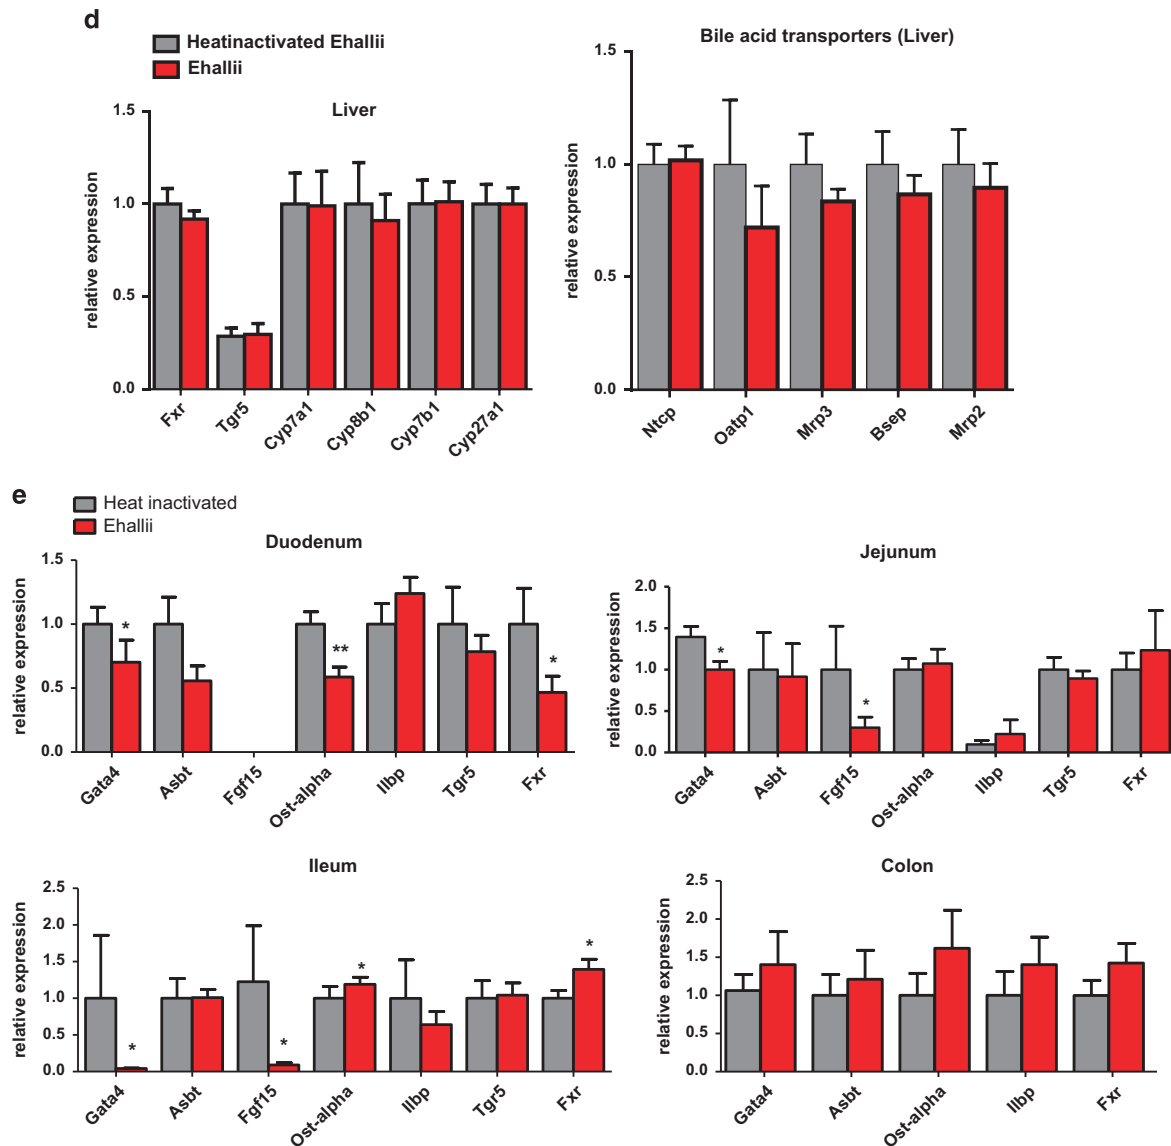 d
Heatinactivated Ehallii
Ehallii
Liver
relative expression
1.5
1.0
0.5
0.0
Fxr
Tgr5
Cyp7a1
Cyp8b1
Cyp7b1
Cyp27a1
Bile acid transporters (Liver)
relative expression
1.5
1.0
0.5
0.0
Ntcp
Oatp1
Mrp3
Bsep
Mrp2
e
Heat inactivated
Ehallii
Duodenum
relative expression
1.5
1.0
0.5
0.0
*
**
*
Gata4
Asbt
Fgf15
Ost-alpha
Ilbp
Tgr5
Fxr
Jejunum
relative expression
2.0
1.5
1.0
0.5
0.0
*
*
Gata4
Asbt
Fgf15
Ost-alpha
Ilbp
Tgr5
Fxr
Ileum
relative expression
2.5
2.0
1.5
1.0
0.5
0.0
*
*
*
*
Gata4
Asbt
Fgf15
Ost-alpha
Ilbp
Tgr5
Fxr
Colon
relative expression
2.5
2.0
1.5
1.0
0.5
0.0
Gata4
Asbt
Ost-alpha
Ilbp
Fxr